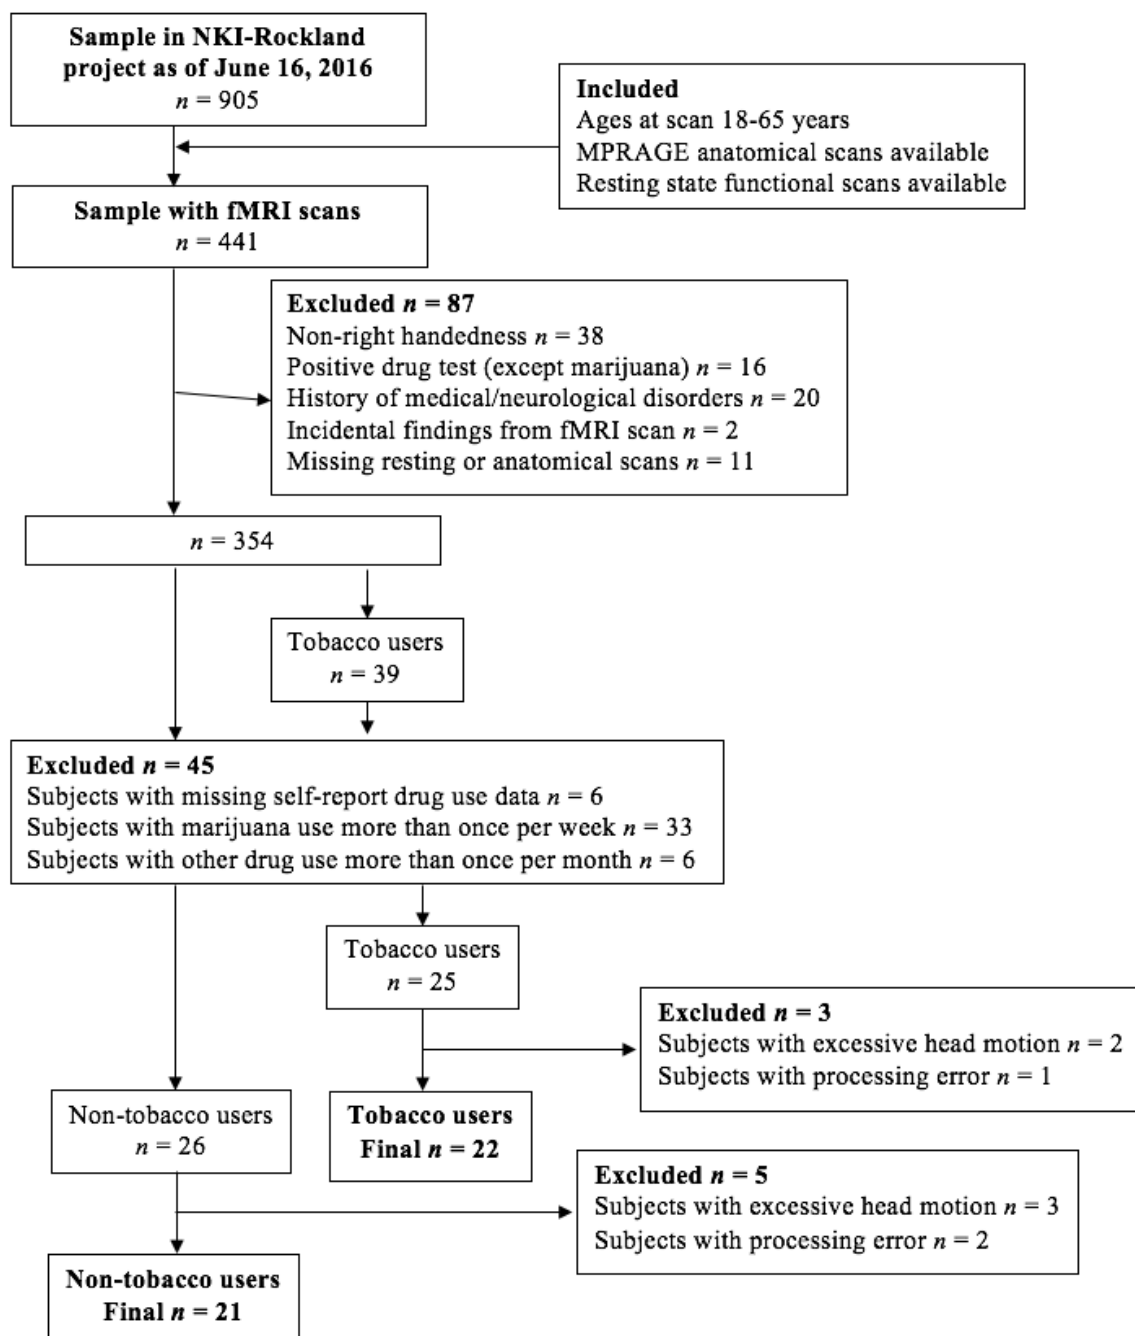 Sample in NKI-Rockland
project as of June 16, 2016
n = 905
Included
Ages at scan 18-65 years
MPRAGE anatomical scans available
Resting state functional scans available
Sample with fMRI scans
n = 441
Excluded n = 87
Non-right handedness n = 38
Positive drug test (except marijuana) n = 16
History of medical/neurological disorders n = 20
Incidental findings from fMRI scan n = 2
Missing resting or anatomical scans n = 11
n = 354
Tobacco users
n = 39
Excluded n = 45
Subjects with missing self-report drug use data n = 6
Subjects with marijuana use more than once per week n = 33
Subjects with other drug use more than once per month n = 6
Tobacco users
n = 25
Excluded n = 3
Subjects with excessive head motion n = 2
Subjects with processing error n = 1
Non-tobacco users
n = 26
Tobacco users
Final n = 22
Excluded n = 5
Subjects with excessive head motion n = 3
Subjects with processing error n = 2
Non-tobacco users
Final n = 21